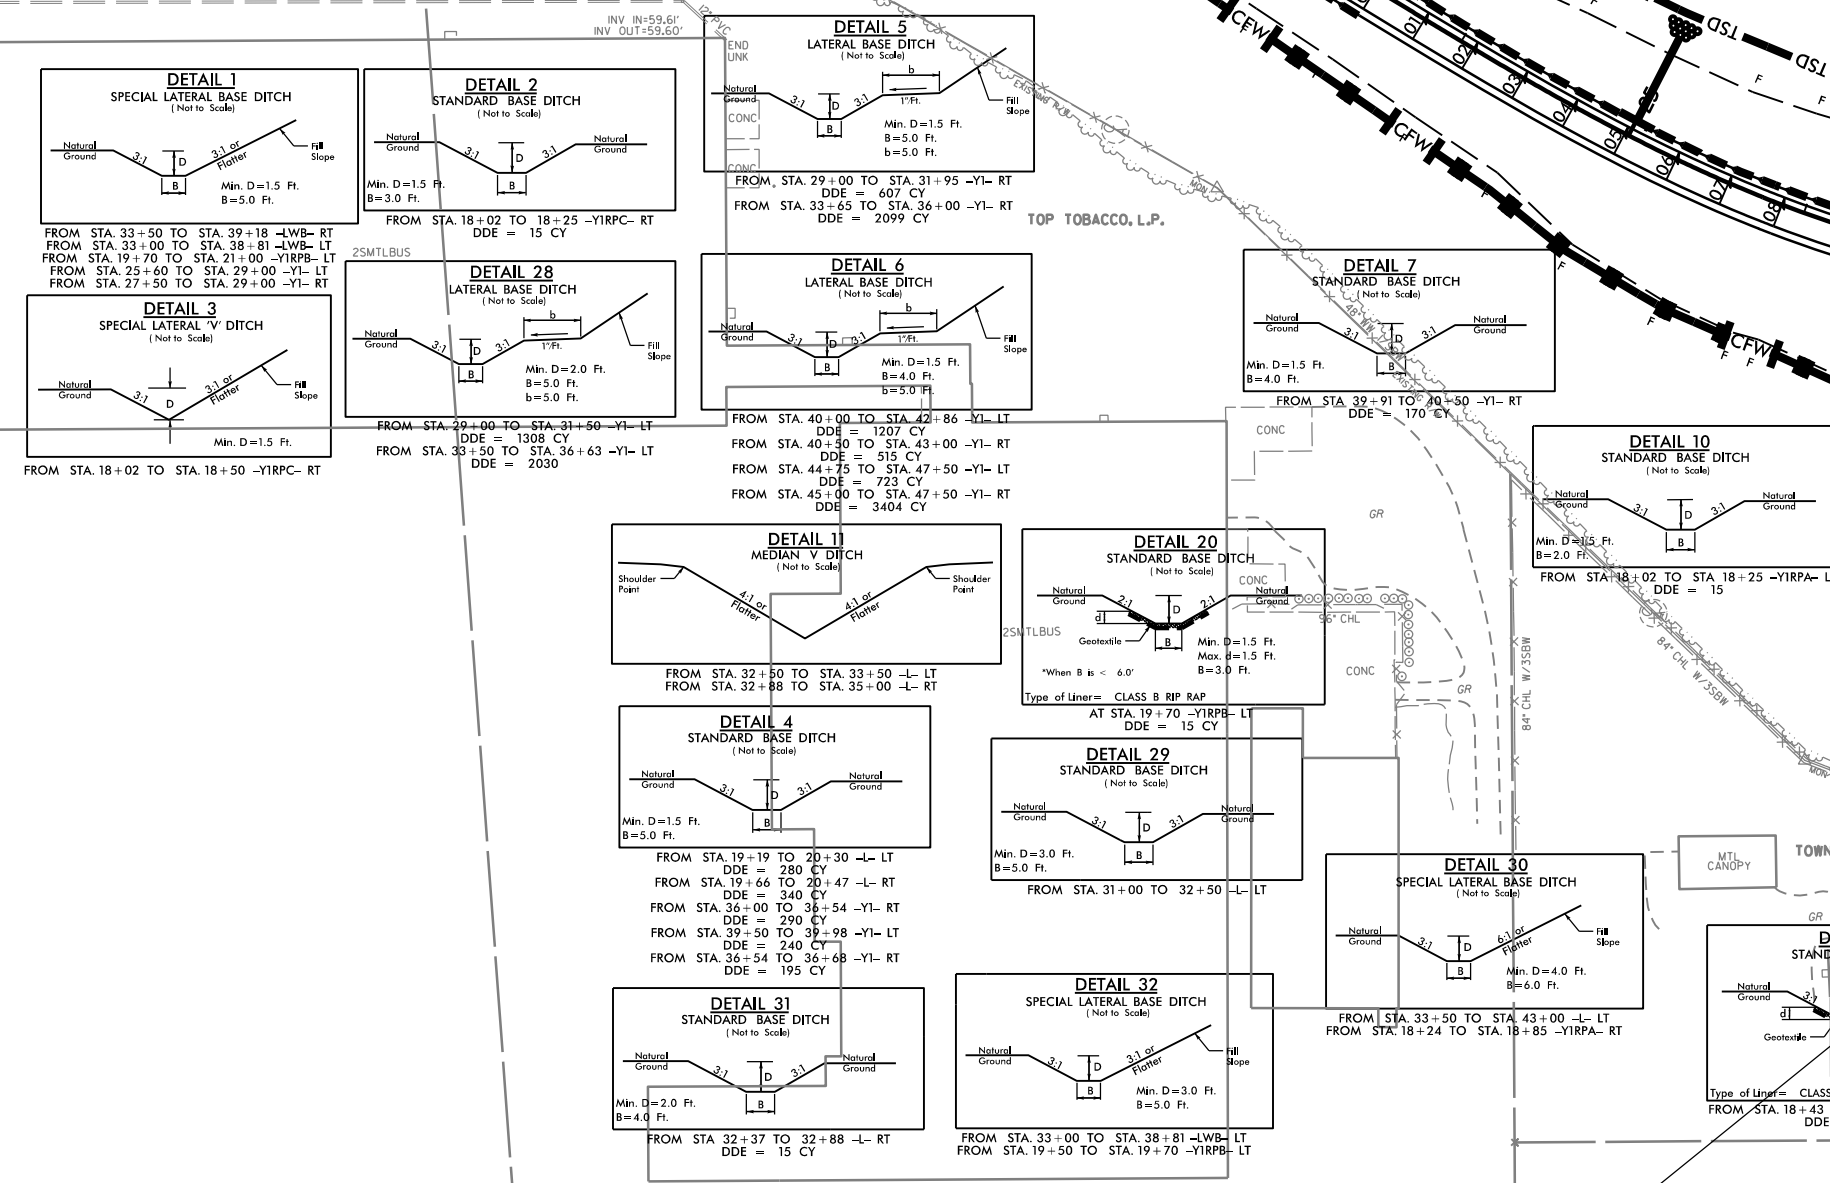 INV IN=59.61'
INV OUT=59.60'
12" PVC
END
UNK
CONC
CONC
DETAIL 1
SPECIAL LATERAL BASE DITCH
(Not to Scale)
Natural
Ground
3:1
D
B
3:1 or
Flatter
Fill
Slope
Min. D=1.5 Ft.
B=5.0 Ft.
FROM STA. 33+50 TO STA. 39+18 -LWB- RT
FROM STA. 33+00 TO STA. 38+81 -LWB- LT
FROM STA. 19+70 TO STA. 21+00 -Y1RPB- LT
FROM STA. 25+60 TO STA. 29+00 -Y1- LT
FROM STA. 27+50 TO STA. 29+00 -Y1- RT
DETAIL 2
STANDARD BASE DITCH
(Not to Scale)
Natural
Ground
3:1
D
B
3:1
Natural
Ground
Min. D=1.5 Ft.
B=3.0 Ft.
FROM STA. 18+02 TO 18+25 -Y1RPC- RT
DDE = 15 CY
DETAIL 5
LATERAL BASE DITCH
(Not to Scale)
Natural
Ground
3:1
D
B
3:1
b
1"/Ft.
Fill
Slope
Min. D=1.5 Ft.
B=5.0 Ft.
b=5.0 Ft.
FROM STA. 29+00 TO STA. 31+95 -Y1- RT
DDE = 607 CY
FROM STA. 33+65 TO STA. 36+00 -Y1- RT
DDE = 2099 CY
EXISTING R/W
MON
TOP TOBACCO, L.P.
CFW
CFW
CFW
CFW
TSD
TSD
25
01
02
03
04
05
06
07
08
F
F
F
F
F
F
F
F
2SMTLBUS
DETAIL 3
SPECIAL LATERAL 'V' DITCH
(Not to Scale)
Natural
Ground
3:1
D
3:1 or
Flatter
Fill
Slope
Min. D=1.5 Ft.
FROM STA. 18+02 TO STA. 18+50 -Y1RPC- RT
DETAIL 28
LATERAL BASE DITCH
(Not to Scale)
Natural
Ground
3:1
D
B
3:1
b
1"/Ft.
Fill
Slope
Min. D=2.0 Ft.
B=5.0 Ft.
b=5.0 Ft.
FROM STA. 29+00 TO STA. 31+50 -Y1- LT
DDE = 1308 CY
FROM STA. 33+50 TO STA. 36+63 -Y1- LT
DDE = 2030
DETAIL 6
LATERAL BASE DITCH
(Not to Scale)
Natural
Ground
3:1
D
B
3:1
b
1"/Ft.
Fill
Slope
Min. D=1.5 Ft.
B=4.0 Ft.
b=5.0 Ft.
FROM STA. 40+00 TO STA. 42+86 -Y1- LT
DDE = 1207 CY
FROM STA. 40+50 TO STA. 43+00 -Y1- RT
DDE = 515 CY
FROM STA. 44+75 TO STA. 47+50 -Y1- LT
DDE = 723 CY
FROM STA. 45+00 TO STA. 47+50 -Y1- RT
DDE = 3404 CY
DETAIL 7
STANDARD BASE DITCH
(Not to Scale)
Natural
Ground
3:1
D
B
3:1
Natural
Ground
Min. D=1.5 Ft.
B=4.0 Ft.
FROM STA 39+91 TO 40+50 -Y1- RT
DDE = 170 CY
CONC
GR
DETAIL 10
STANDARD BASE DITCH
(Not to Scale)
Natural
Ground
3:1
D
B
3:1
Natural
Ground
Min. D=1.5 Ft.
B=2.0 Ft.
FROM STA 18+02 TO STA 18+25 -Y1RPA- L
DDE = 15
DETAIL 11
MEDIAN V DITCH
(Not to Scale)
Shoulder
Point
4:1 or
Flatter
4:1 or
Flatter
Shoulder
Point
FROM STA. 32+50 TO STA. 33+50 -L- LT
FROM STA. 32+88 TO STA. 35+00 -L- RT
2SMTLBUS
DETAIL 20
STANDARD BASE DITCH
(Not to Scale)
Natural
Ground
2:1
d
D
B
2:1
Natural
Ground
Geotextile
Min. D=1.5 Ft.
Max. d=1.5 Ft.
B=3.0 Ft.
*When B is < 6.0'
Type of Liner= CLASS B RIP RAP
AT STA. 19+70 -Y1RPB- LT
DDE = 15 CY
CONC
96" CHL
CONC
GR
84" CHL W/3SBW
84" CHL W/3SBW
MON
DETAIL 4
STANDARD BASE DITCH
(Not to Scale)
Natural
Ground
3:1
D
B
3:1
Natural
Ground
Min. D=1.5 Ft.
B=5.0 Ft.
FROM STA. 19+19 TO 20+30 -L- LT
DDE = 280 CY
FROM STA. 19+66 TO 20+47 -L- RT
DDE = 340 CY
FROM STA. 36+00 TO 36+54 -Y1- RT
DDE = 290 CY
FROM STA. 39+50 TO 39+98 -Y1- LT
DDE = 240 CY
FROM STA. 36+54 TO 36+68 -Y1- RT
DDE = 195 CY
DETAIL 29
STANDARD BASE DITCH
(Not to Scale)
Natural
Ground
3:1
D
B
3:1
Natural
Ground
Min. D=3.0 Ft.
B=5.0 Ft.
FROM STA. 31+00 TO 32+50 -L- LT
DETAIL 30
SPECIAL LATERAL BASE DITCH
(Not to Scale)
Natural
Ground
3:1
D
B
6:1 or
Flatter
Fill
Slope
Min. D=4.0 Ft.
B=6.0 Ft.
FROM STA. 33+50 TO STA. 43+00 -L- LT
FROM STA. 18+24 TO STA. 18+85 -Y1RPA- RT
MTL
CANOPY
TOWN
GR
DETAIL 31
STANDARD BASE DITCH
(Not to Scale)
Natural
Ground
3:1
D
B
3:1
Natural
Ground
Min. D=2.0 Ft.
B=4.0 Ft.
FROM STA 32+37 TO 32+88 -L- RT
DDE = 15 CY
DETAIL 32
SPECIAL LATERAL BASE DITCH
(Not to Scale)
Natural
Ground
3:1
D
B
3:1 or
Flatter
Fill
Slope
Min. D=3.0 Ft.
B=5.0 Ft.
FROM STA. 33+00 TO STA. 38+81 -LWB- LT
FROM STA. 19+50 TO STA. 19+70 -Y1RPB- LT
D
STAND
Natural
Ground
3:1
d
Geotextile
Type of Liner= CLASS
FROM STA. 18+43
DDE